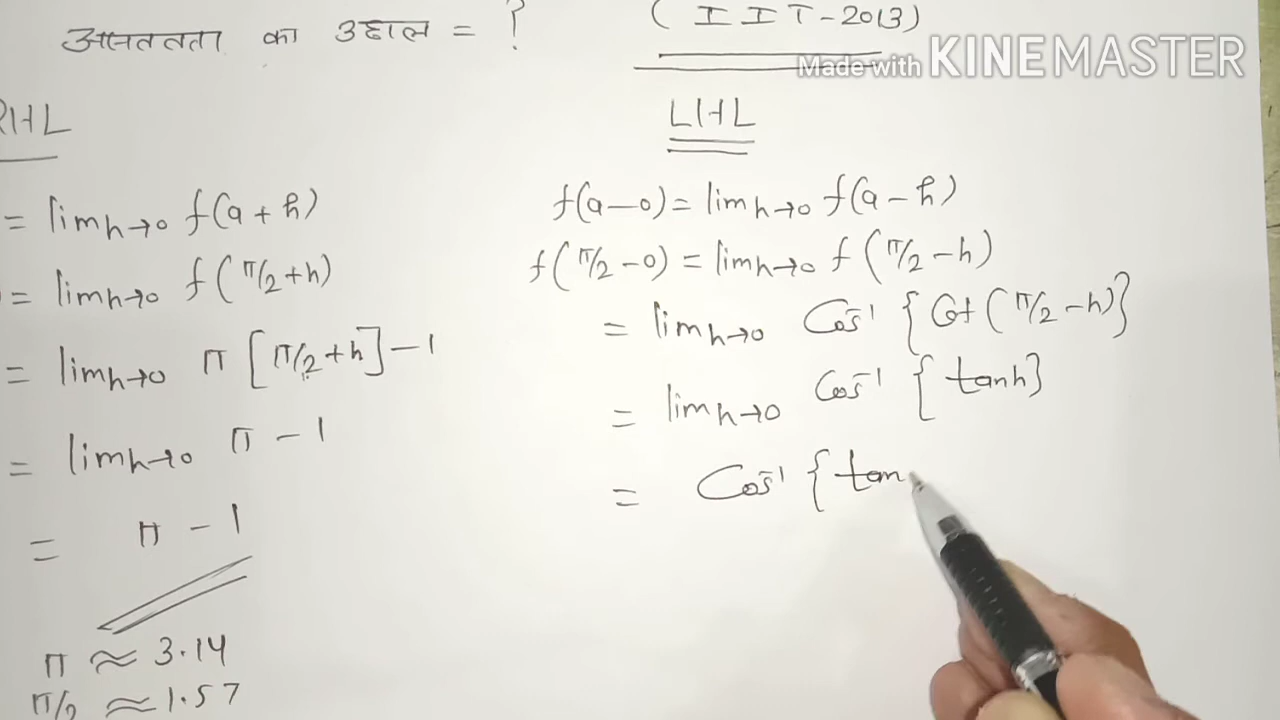 असततता का उछाल = ? (IIT-2013)
Made with KINEMASTER
RHL
= lim h→0 f(a+h)
= lim h→0 f(π/2+h)
= lim h→0 π[π/2+h]-1
= lim h→0 π-1
= π-1
π ≈ 3.14
π/2 ≈ 1.57
LHL
f(a-0) = lim h→0 f(a-h)
f(π/2-0) = lim h→0 f(π/2-h)
= lim h→0 Cos⁻¹{Cot(π/2-h)}
= lim h→0 Cos⁻¹{tanh}
= Cos⁻¹{tan